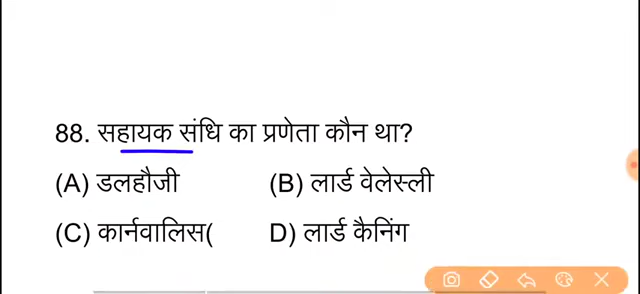 88. सहायक संधि का प्रणेता कौन था?
(A) डलहौजी (B) लार्ड वेलेस्ली
(C) कार्नवालिस( D) लार्ड कैनिंग